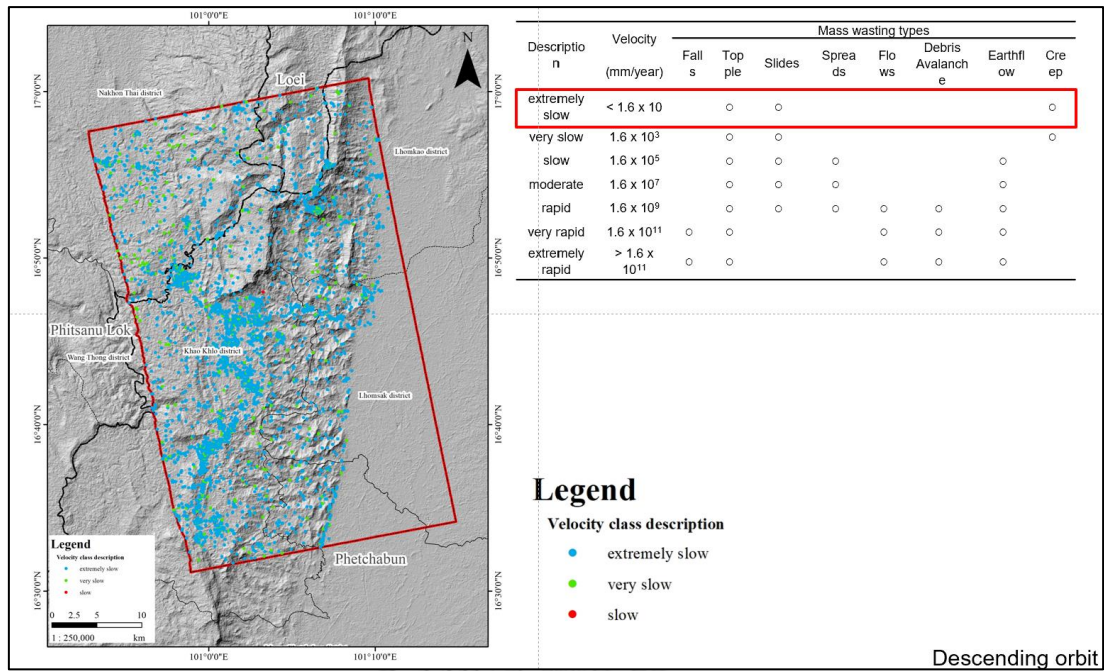 101°0'0"E
101°10'0"E
N
Loei
17°0'0"N
17°0'0"N
Nakhon Thai district
Lhomkao district
16°50'0"N
16°50'0"N
Phitsanu Lok
Wang Thong district
Khao Khlo district
Lhomsak district
16°40'0"N
16°40'0"N
Phetchabun
16°30'0"N
16°30'0"N
Legend
Velocity class description
extremely slow
very slow
slow
0 2.5 5 10
1 : 250,000 km
101°0'0"E
101°10'0"E
Mass wasting types
Descriptio
n
Velocity
(mm/year)
Fall
s
Top
ple
Slides
Sprea
ds
Flo
ws
Debris
Avalanch
e
Earthfl
ow
Cre
ep
extremely
slow
< 1.6 x 10 ○ ○ ○
very slow 1.6 x 10³ ○ ○ ○
slow 1.6 x 10⁵ ○ ○ ○ ○
moderate 1.6 x 10⁷ ○ ○ ○ ○
rapid 1.6 x 10⁹ ○ ○ ○ ○ ○ ○
very rapid 1.6 x 10¹¹ ○ ○ ○ ○ ○
extremely
rapid
> 1.6 x
10¹¹
○ ○ ○ ○ ○
Legend
Velocity class description
extremely slow
very slow
slow
Descending orbit